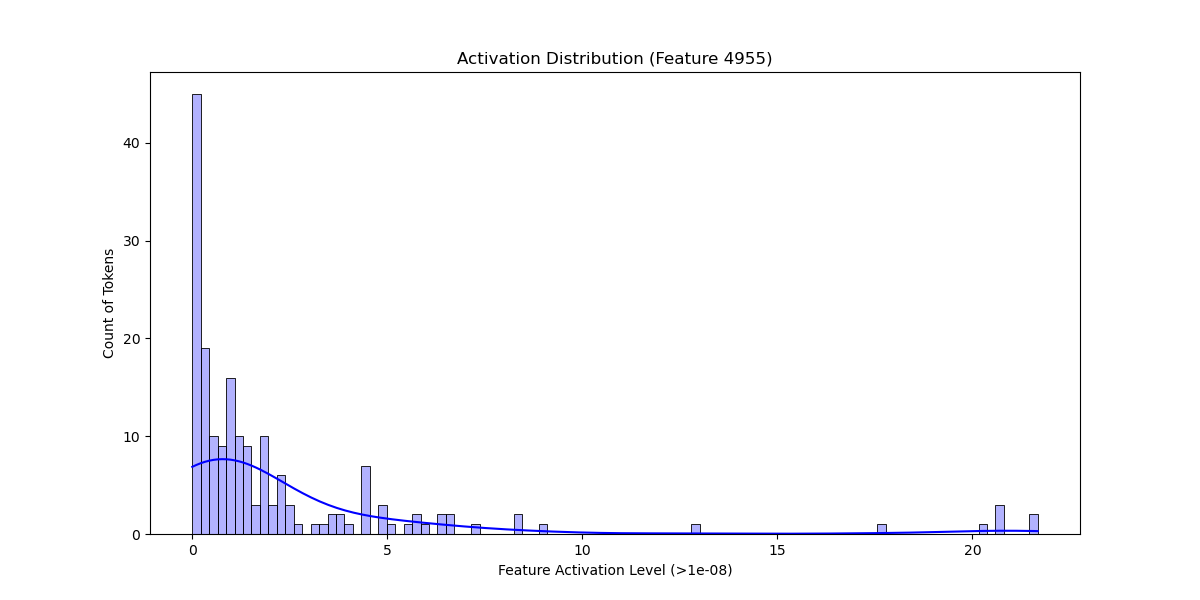 Activation Distribution (Feature 4955)
40
30
20
10
0
Count of Tokens
0 5 10 15 20
Feature Activation Level (>1e-08)